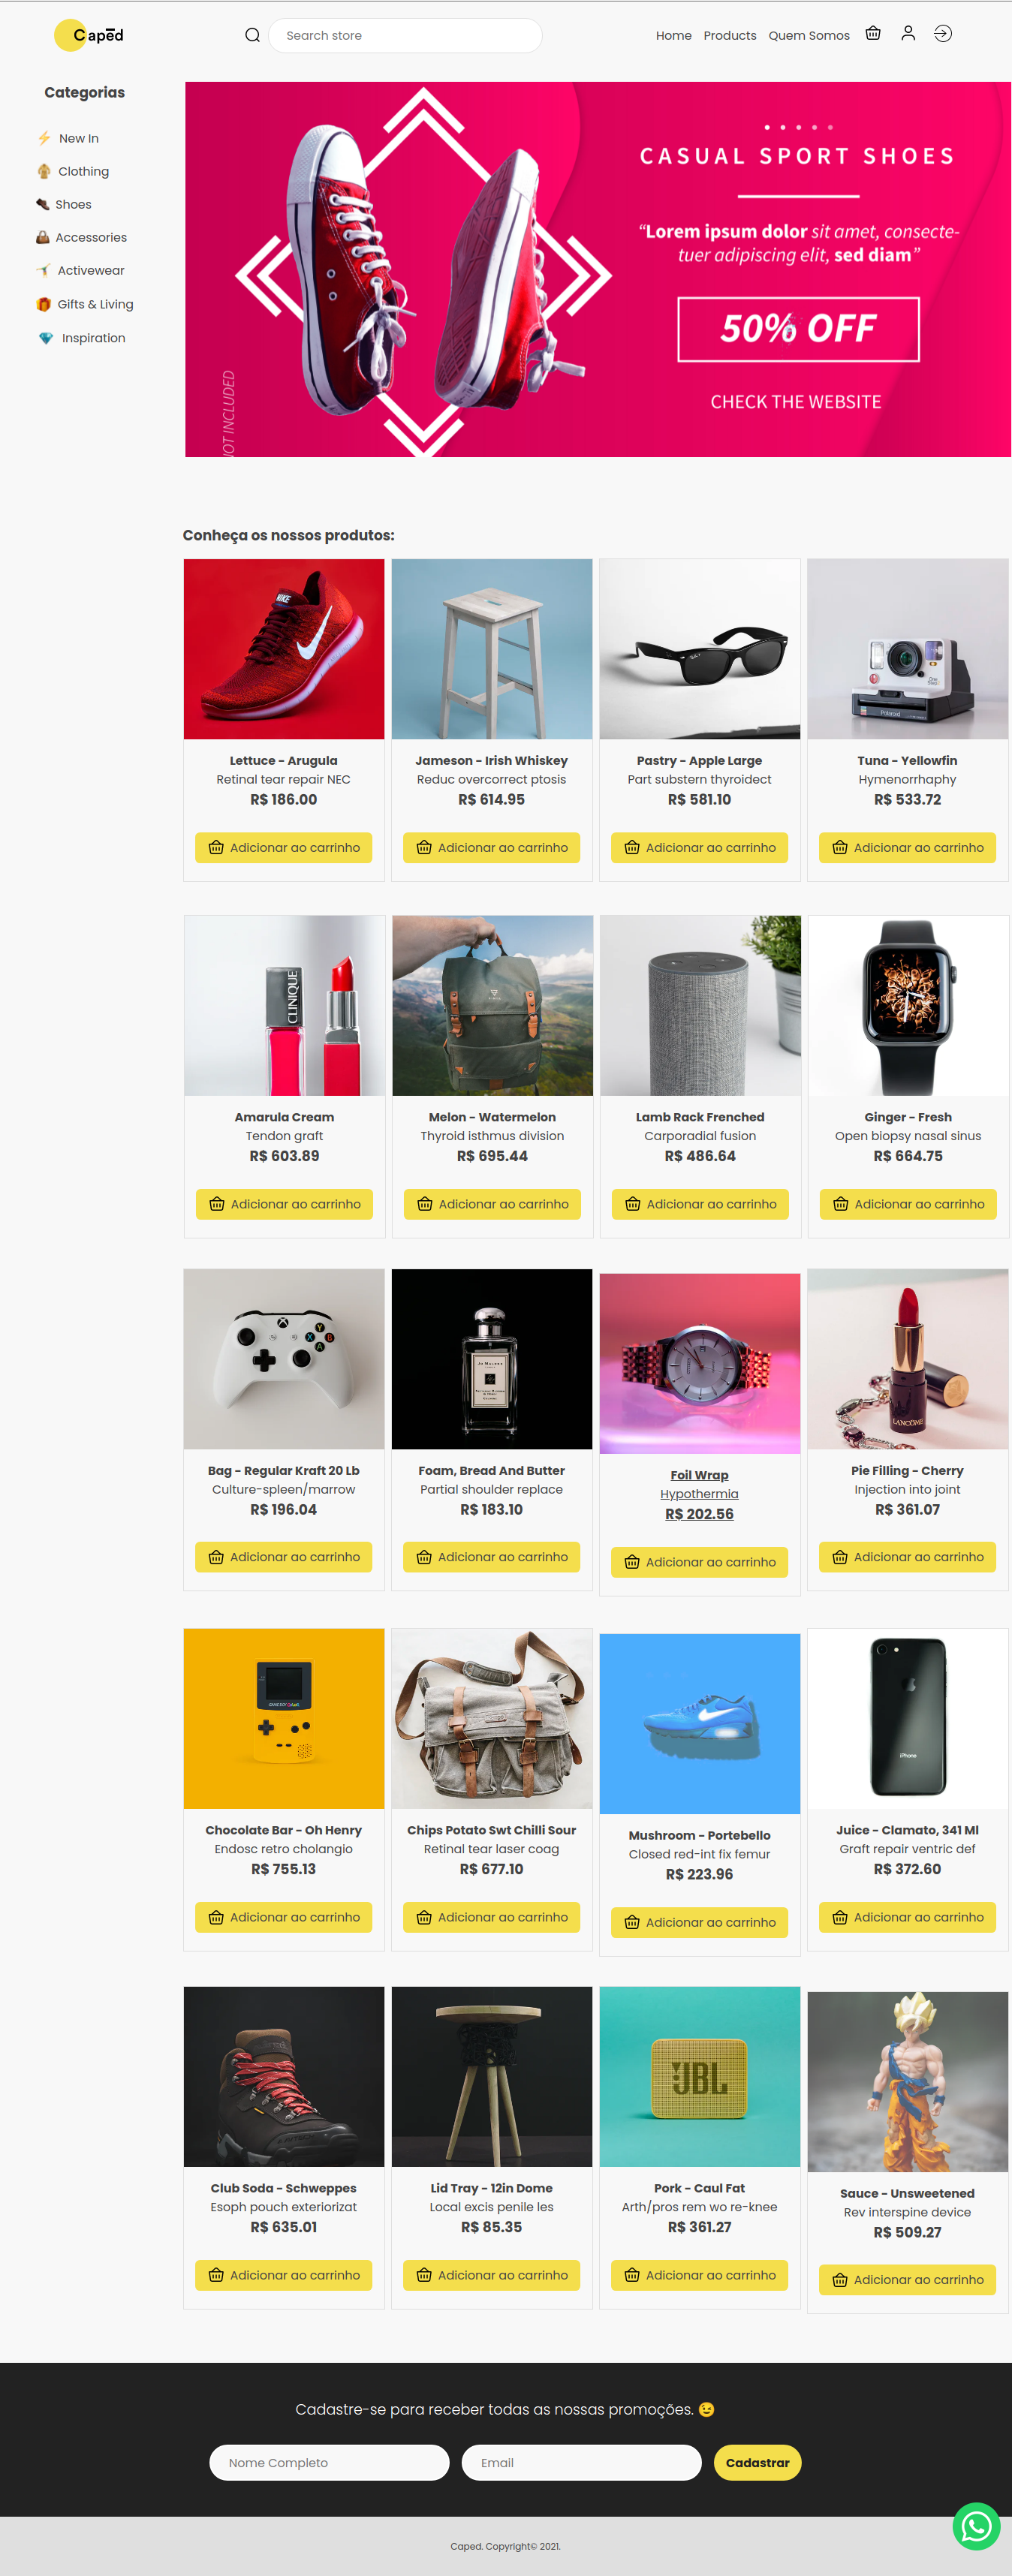 Capēd
Search store
Home Products Quem Somos
Categorias
New In
Clothing
Shoes
Accessories
Activewear
Gifts & Living
Inspiration
CASUAL SPORT SHOES
“Lorem ipsum dolor sit amet, consecte-
tuer adipiscing elit, sed diam”
50% OFF
CHECK THE WEBSITE
NOT INCLUDED
Conheça os nossos produtos:
NIKE
Polaroid
Lettuce - Arugula
Retinal tear repair NEC
R$ 186.00
Adicionar ao carrinho
Jameson - Irish Whiskey
Reduc overcorrect ptosis
R$ 614.95
Adicionar ao carrinho
Pastry - Apple Large
Part substern thyroidect
R$ 581.10
Adicionar ao carrinho
Tuna - Yellowfin
Hymenorrhaphy
R$ 533.72
Adicionar ao carrinho
CLINIQUE
Amarula Cream
Tendon graft
R$ 603.89
Adicionar ao carrinho
Melon - Watermelon
Thyroid isthmus division
R$ 695.44
Adicionar ao carrinho
Lamb Rack Frenched
Carporadial fusion
R$ 486.64
Adicionar ao carrinho
Ginger - Fresh
Open biopsy nasal sinus
R$ 664.75
Adicionar ao carrinho
Y
X
B
A
LANCÔME
Bag - Regular Kraft 20 Lb
Culture-spleen/marrow
R$ 196.04
Adicionar ao carrinho
Foam, Bread And Butter
Partial shoulder replace
R$ 183.10
Adicionar ao carrinho
Foil Wrap
Hypothermia
R$ 202.56
Adicionar ao carrinho
Pie Filling - Cherry
Injection into joint
R$ 361.07
Adicionar ao carrinho
GAME BOY COLOR
iPhone
Chocolate Bar - Oh Henry
Endosc retro cholangio
R$ 755.13
Adicionar ao carrinho
Chips Potato Swt Chilli Sour
Retinal tear laser coag
R$ 677.10
Adicionar ao carrinho
Mushroom - Portebello
Closed red-int fix femur
R$ 223.96
Adicionar ao carrinho
Juice - Clamato, 341 Ml
Graft repair ventric def
R$ 372.60
Adicionar ao carrinho
JBL
Club Soda - Schweppes
Esoph pouch exteriorizat
R$ 635.01
Adicionar ao carrinho
Lid Tray - 12in Dome
Local excis penile les
R$ 85.35
Adicionar ao carrinho
Pork - Caul Fat
Arth/pros rem wo re-knee
R$ 361.27
Adicionar ao carrinho
Sauce - Unsweetened
Rev interspine device
R$ 509.27
Adicionar ao carrinho
Cadastre-se para receber todas as nossas promoções. 😉
Nome Completo
Email
Cadastrar
Caped. Copyright© 2021.